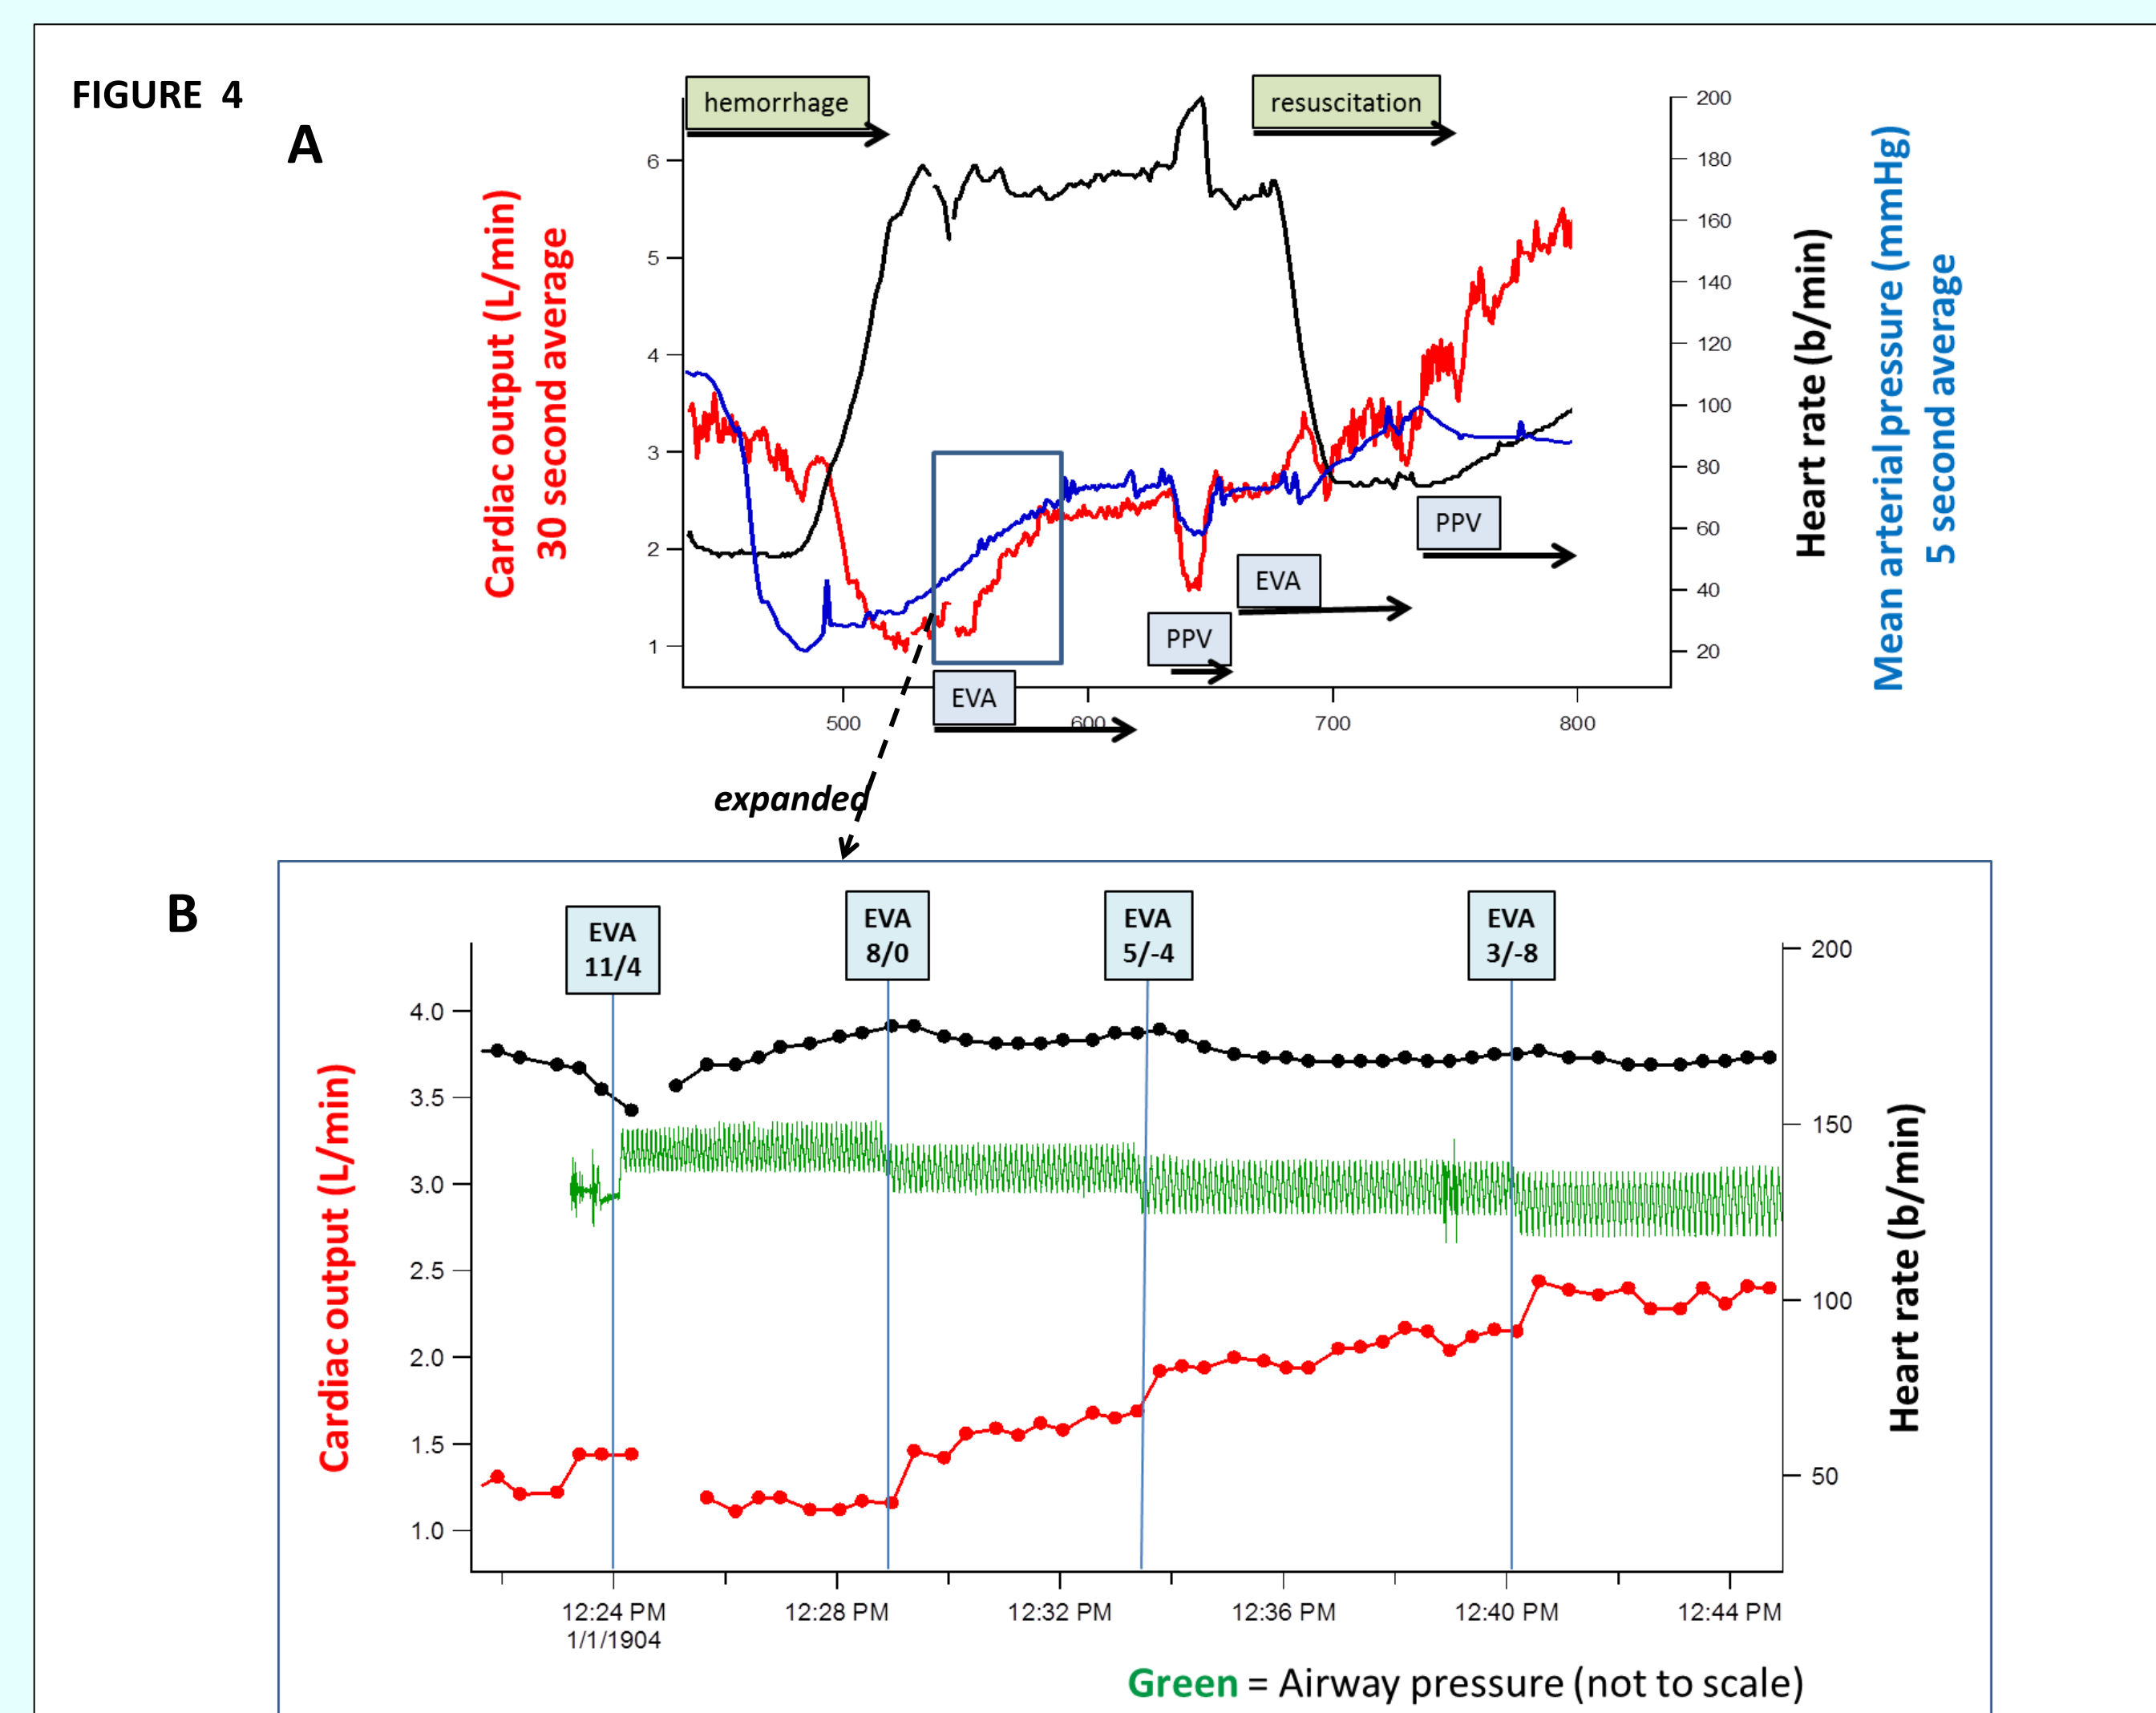 FIGURE 4
A
hemorrhage
resuscitation
Cardiac output (L/min)
30 second average
6
5
4
3
2
1
200
180
160
140
120
100
80
60
40
20
Heart rate (b/min)
Mean arterial pressure (mmHg)
5 second average
PPV
EVA
PPV
EVA
500
600
700
800
expanded
B
EVA
11/4
EVA
8/0
EVA
5/-4
EVA
3/-8
Cardiac output (L/min)
4.0
3.5
3.0
2.5
2.0
1.5
1.0
200
150
100
50
Heart rate (b/min)
12:24 PM
1/1/1904
12:28 PM
12:32 PM
12:36 PM
12:40 PM
12:44 PM
Green = Airway pressure (not to scale)